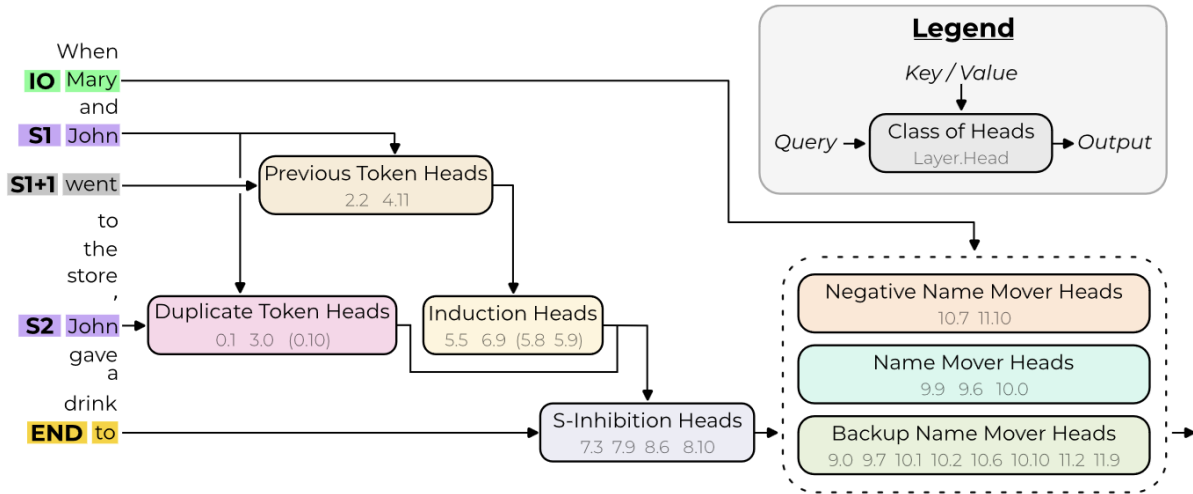 Legend
Key / Value
Query
Class of Heads
Layer.Head
Output
When
IO Mary
and
S1 John
S1+1 went
to
the
store
,
S2 John
gave
a
drink
END to
Previous Token Heads
2.2 4.11
Duplicate Token Heads
0.1 3.0 (0.10)
Induction Heads
5.5 6.9 (5.8 5.9)
S-Inhibition Heads
7.3 7.9 8.6 8.10
Negative Name Mover Heads
10.7 11.10
Name Mover Heads
9.9 9.6 10.0
Backup Name Mover Heads
9.0 9.7 10.1 10.2 10.6 10.10 11.2 11.9